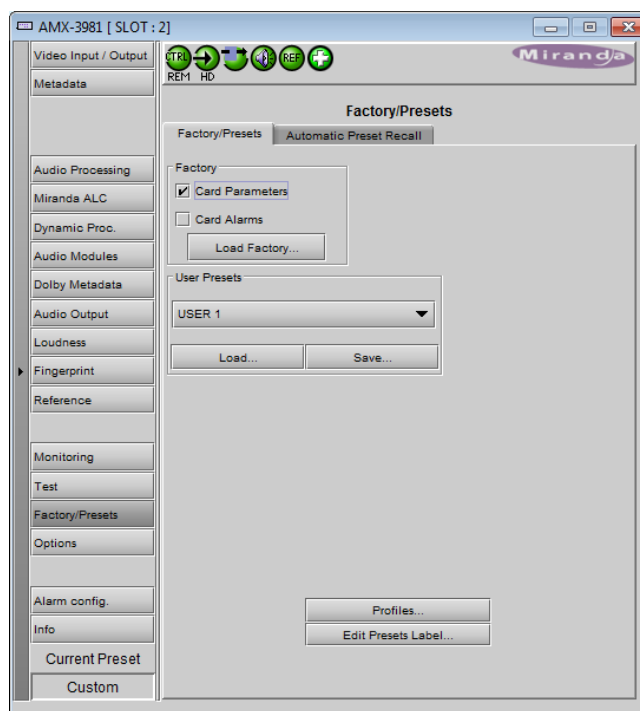 AMX-3981 [ SLOT : 2]
Video Input / Output
Metadata
Audio Processing
Miranda ALC
Dynamic Proc.
Audio Modules
Dolby Metadata
Audio Output
Loudness
Fingerprint
Reference
Monitoring
Test
Factory/Presets
Options
Alarm config.
Info
Current Preset
Custom
CTRL
REF
REM HD
Miranda
Factory/Presets
Factory/Presets
Automatic Preset Recall
Factory
Card Parameters
Card Alarms
Load Factory...
User Presets
USER 1
Load...
Save...
Profiles...
Edit Presets Label...